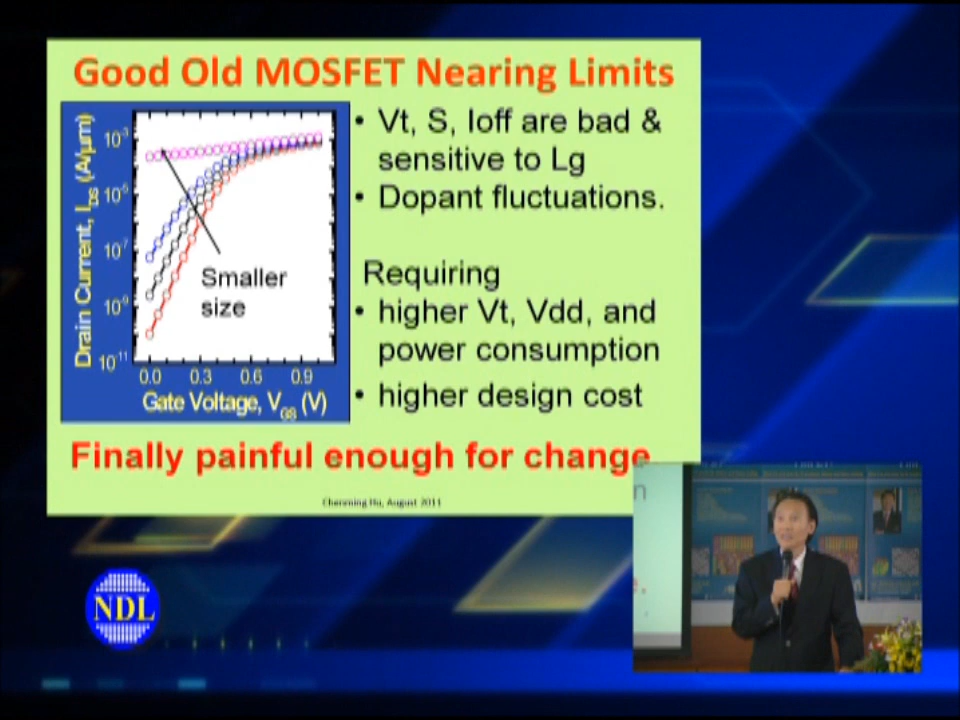 Good Old MOSFET Nearing Limits
• Vt, S, Ioff are bad &
sensitive to Lg
• Dopant fluctuations.
Requiring
• higher Vt, Vdd, and
power consumption
• higher design cost
Drain Current, I_DS (A/μm)
10^-3
10^-5
10^-7
10^-9
10^-11
Smaller
size
0.0 0.3 0.6 0.9
Gate Voltage, V_GS (V)
Finally painful enough for change
Chenming Hu, August 2011
NDL